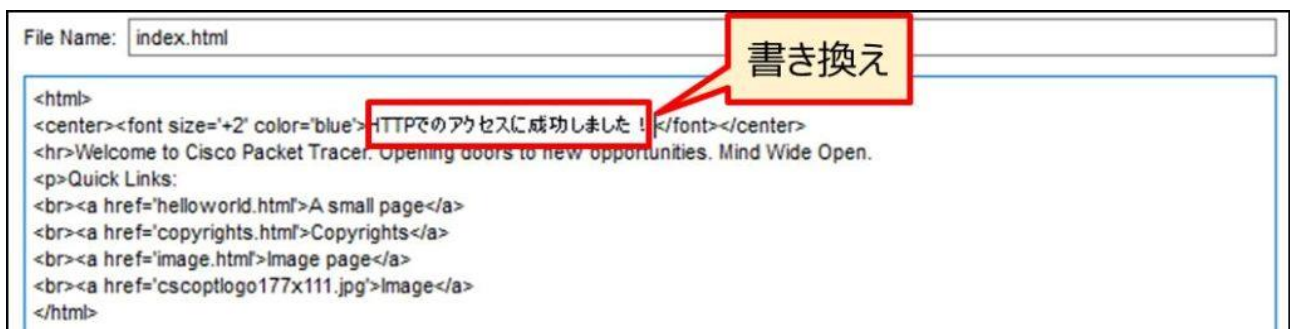 File Name: index.html
書き換え
<html>
<center><font size='+2' color='blue'>HTTPでのアクセスに成功しました！</font></center>
<hr>Welcome to Cisco Packet Tracer. Opening doors to new opportunities. Mind Wide Open.
<p>Quick Links:
<br><a href='helloworld.html'>A small page</a>
<br><a href='copyrights.html'>Copyrights</a>
<br><a href='image.html'>Image page</a>
<br><a href='cscoptlogo177x111.jpg'>Image</a>
</html>